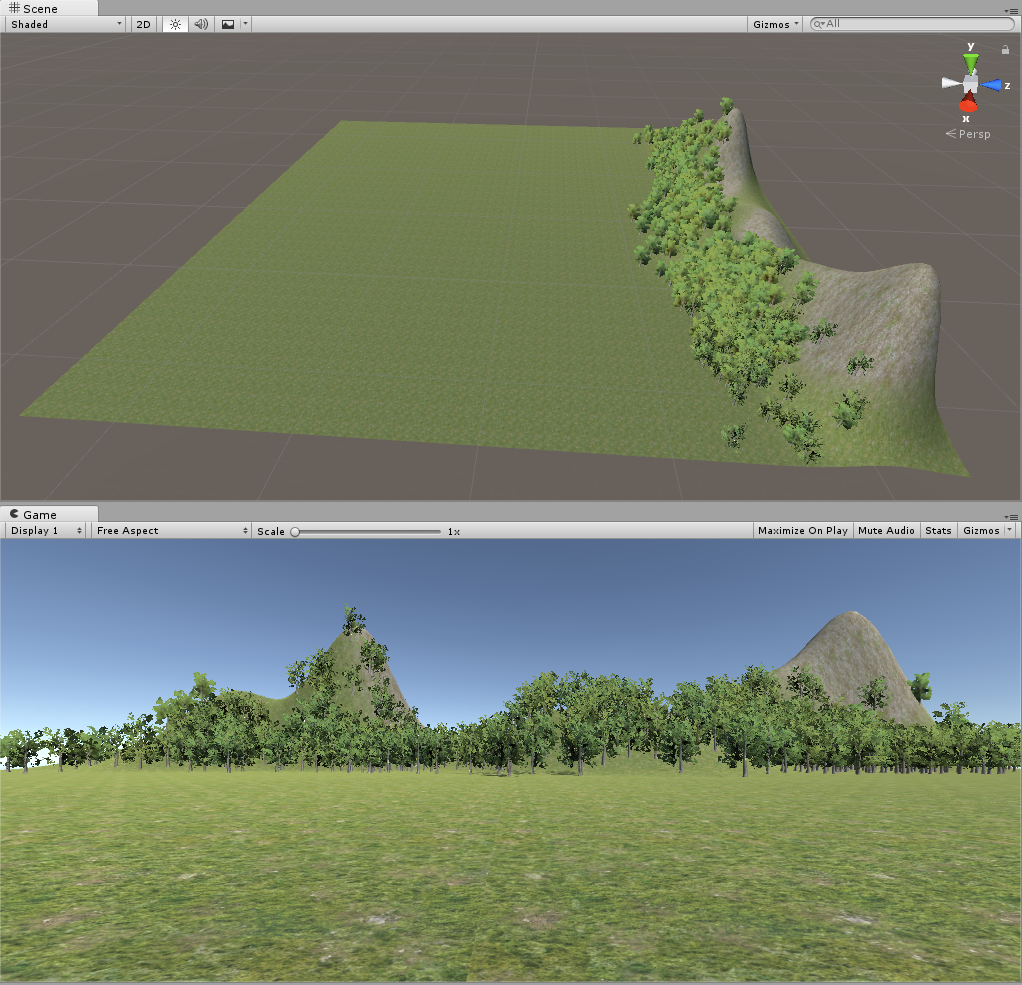 Scene
Shaded 2D Gizmos All
y
z
x
Persp
Game
Display 1 Free Aspect Scale 1x Maximize On Play Mute Audio Stats Gizmos